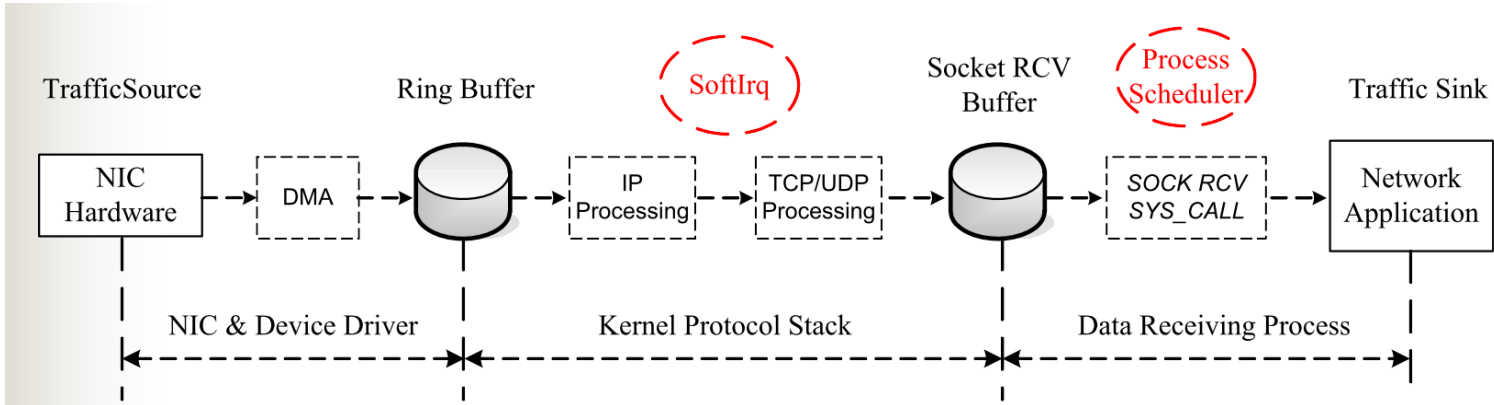 TrafficSource
Ring Buffer
SoftIrq
Socket RCV
Buffer
Process
Scheduler
Traffic Sink
NIC
Hardware
DMA
IP
Processing
TCP/UDP
Processing
SOCK RCV
SYS_CALL
Network
Application
NIC & Device Driver
Kernel Protocol Stack
Data Receiving Process